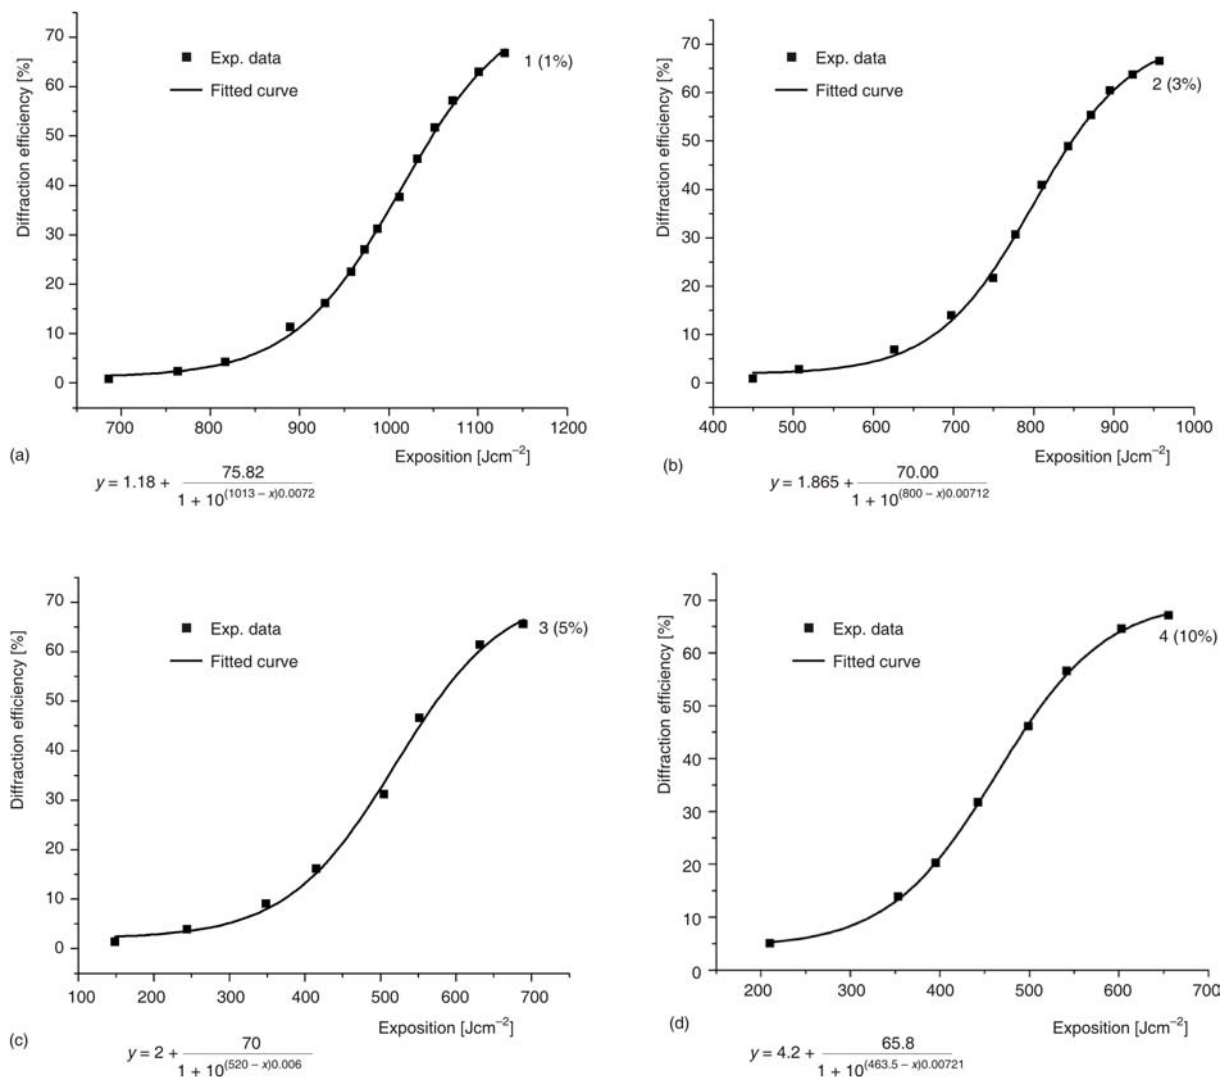 Diffraction efficiency [%]
70
60
50
40
30
20
10
0
Exp. data
Fitted curve
1 (1%)
700 800 900 1000 1100 1200
Exposition [Jcm⁻²]
(a)
y = 1.18 + 75.82 / 1 + 10^(1013 – x)0.0072
Diffraction efficiency [%]
70
60
50
40
30
20
10
0
Exp. data
Fitted curve
2 (3%)
400 500 600 700 800 900 1000
Exposition [Jcm⁻²]
(b)
y = 1.865 + 70.00 / 1 + 10^(800 – x)0.00712
Diffraction efficiency [%]
70
60
50
40
30
20
10
0
Exp. data
Fitted curve
3 (5%)
100 200 300 400 500 600 700
Exposition [Jcm⁻²]
(c)
y = 2 + 70 / 1 + 10^(520 – x)0.006
Diffraction efficiency [%]
70
60
50
40
30
20
10
0
Exp. data
Fitted curve
4 (10%)
200 300 400 500 600 700
Exposition [Jcm⁻²]
(d)
y = 4.2 + 65.8 / 1 + 10^(463.5 – x)0.00721